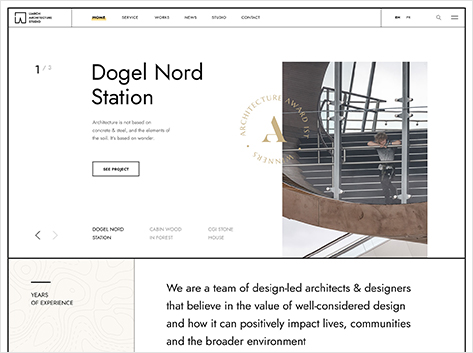 UARCH
ARCHITECTURE
STUDIO
HOME
SERVICE
WORKS
NEWS
STUDIO
CONTACT
EN
FR
1 / 3
Dogel Nord
Station
Architecture is not based on
concrete & steel, and the elements of
the soil. It's based on wonder.
SEE PROJECT
ARCHITECTURE AWARD 1ST
A
WINNERS
DOGEL NORD
STATION
CABIN WOOD
IN FOREST
CGI STONE
HOUSE
YEARS
OF EXPERIENCE
We are a team of design-led architects & designers
that believe in the value of well-considered design
and how it can positively impact lives, communities
and the broader environment